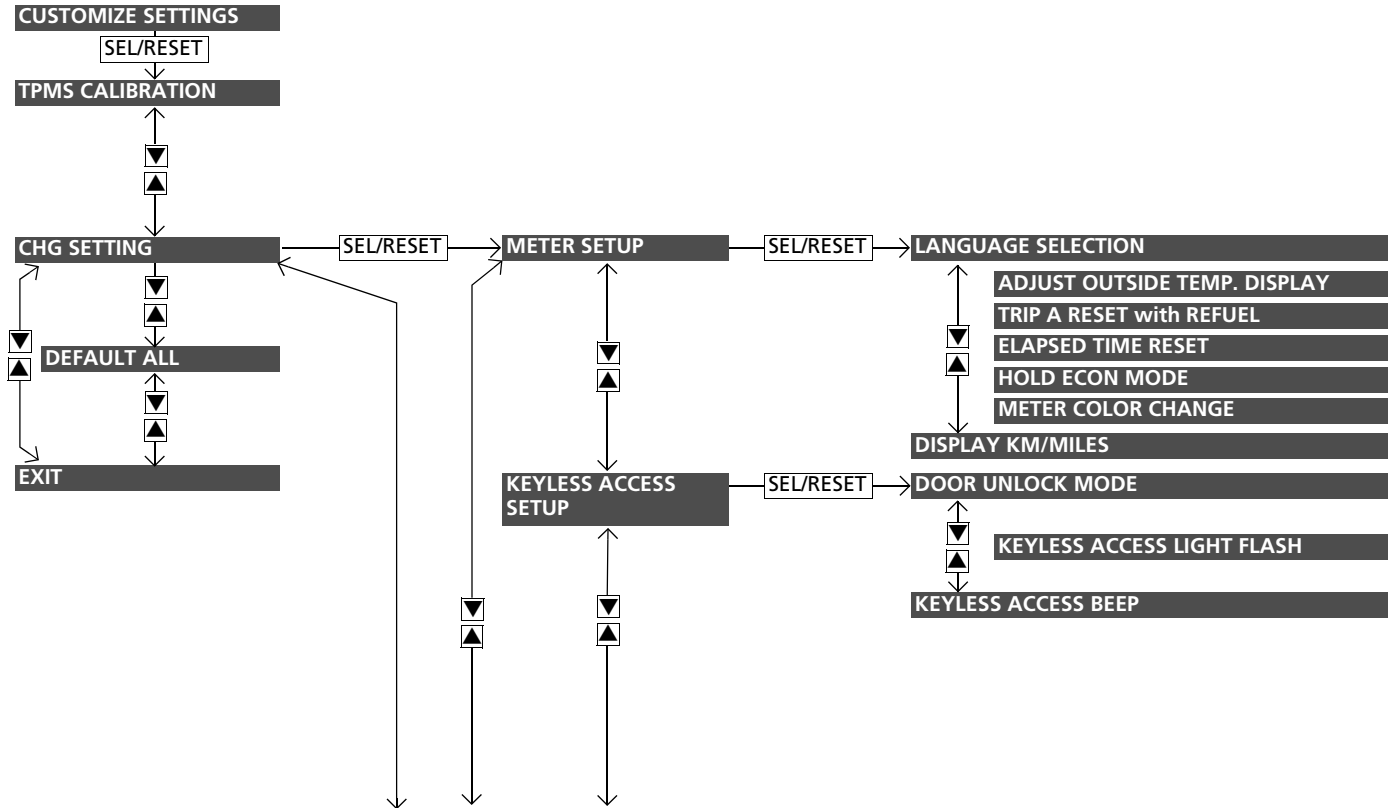 CUSTOMIZE SETTINGS
SEL/RESET
TPMS CALIBRATION
CHG SETTING
SEL/RESET
METER SETUP
SEL/RESET
LANGUAGE SELECTION
ADJUST OUTSIDE TEMP. DISPLAY
TRIP A RESET with REFUEL
ELAPSED TIME RESET
HOLD ECON MODE
METER COLOR CHANGE
DISPLAY KM/MILES
DEFAULT ALL
EXIT
KEYLESS ACCESS
SETUP
SEL/RESET
DOOR UNLOCK MODE
KEYLESS ACCESS LIGHT FLASH
KEYLESS ACCESS BEEP